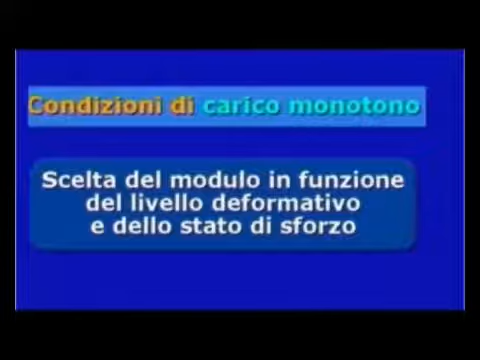 Condizioni di carico monotono
Scelta del modulo in funzione
del livello deformativo
e dello stato di sforzo